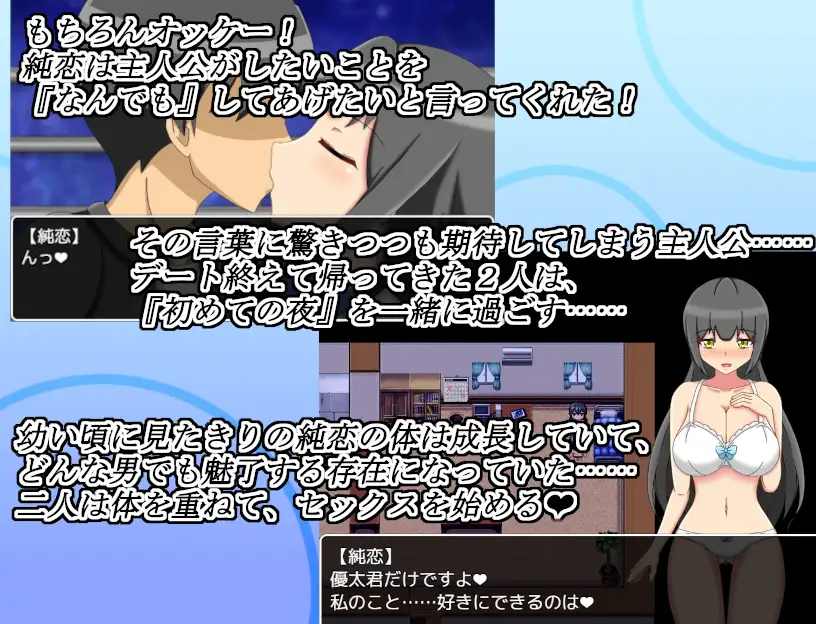 もちろんオッケー！
純恋は主人公がしたいことを
『なんでも』してあげたいと言ってくれた！
【純恋】
んっ❤
その言葉に驚きつつも期待してしまう主人公……
デート終えて帰ってきた２人は、
『初めての夜』を一緒に過ごす……
幼い頃に見たきりの純恋の体は成長していて、
どんな男でも魅了する存在になっていた……
二人は体を重ねて、セックスを始める❤
【純恋】
優太君だけですよ❤
私のこと……好きにできるのは❤